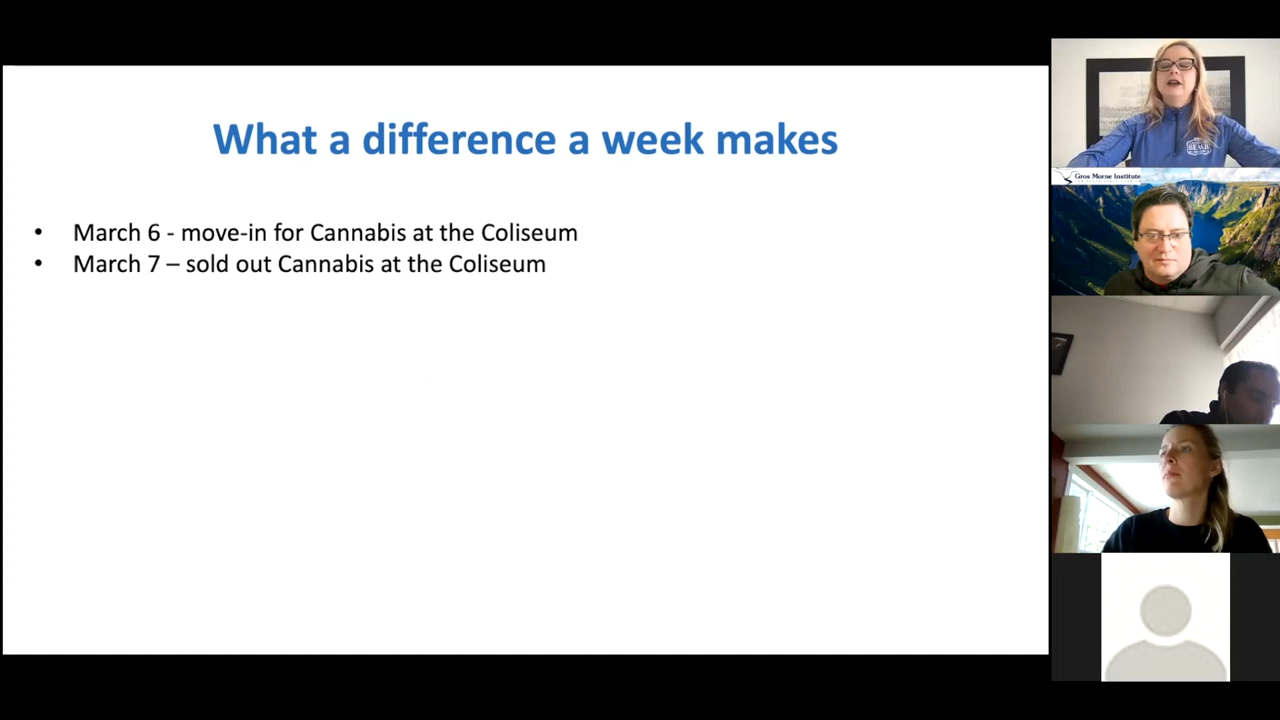 What a difference a week makes
• March 6 - move-in for Cannabis at the Coliseum
• March 7 – sold out Cannabis at the Coliseum
Gros Morne Institute
BEACH